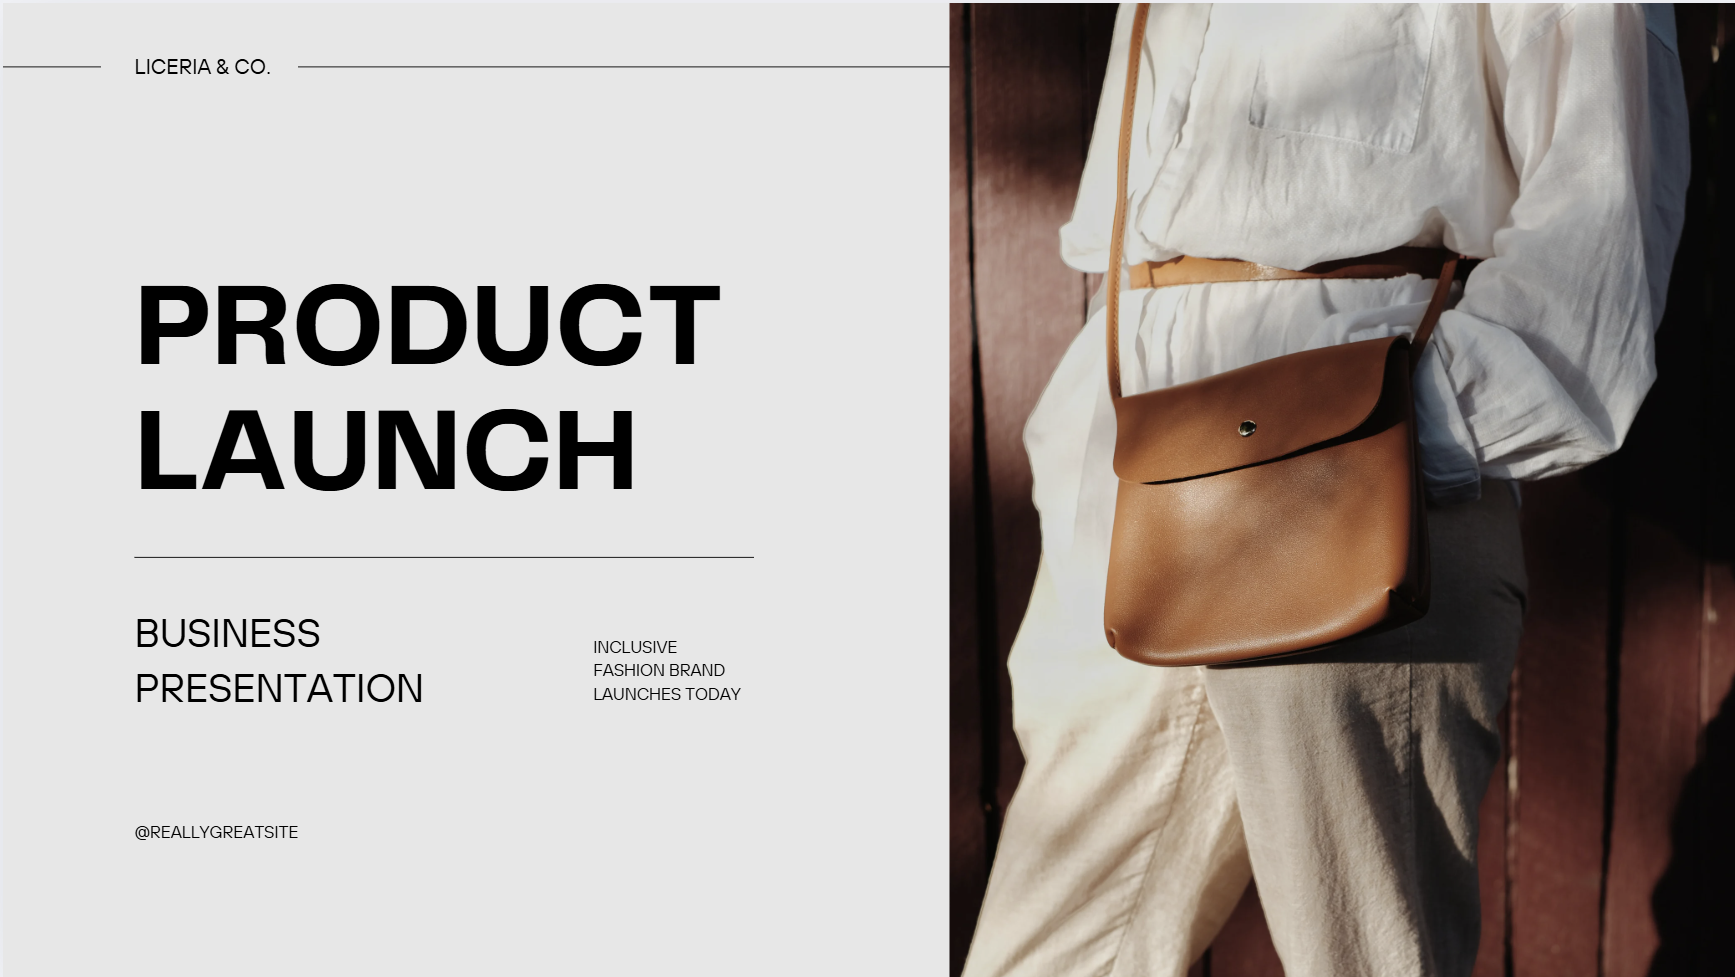 LICERIA & CO.
PRODUCT
LAUNCH
BUSINESS
PRESENTATION
INCLUSIVE
FASHION BRAND
LAUNCHES TODAY
@REALLYGREATSITE